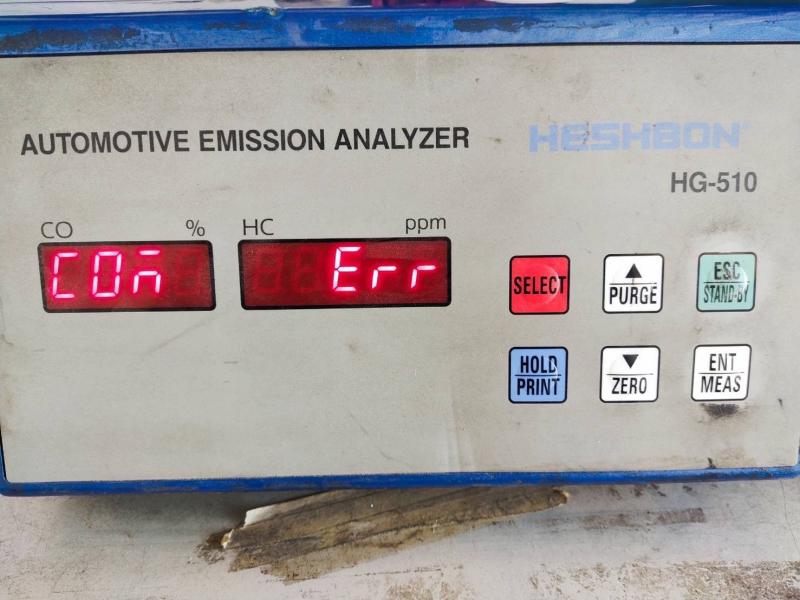 AUTOMOTIVE EMISSION ANALYZER
HESHBON®
HG-510
CO % HC ppm
COM Err
SELECT
▲
PURGE
ESC
STAND-BY
HOLD
PRINT
▼
ZERO
ENT
MEAS